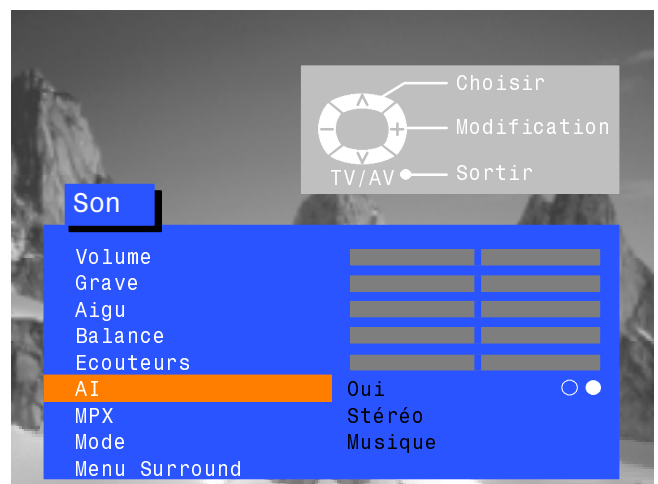 Choisir
Modification
TV/AV Sortir
Son
Volume
Grave
Aigu
Balance
Ecouteurs
AI Oui
MPX Stéréo
Mode Musique
Menu Surround